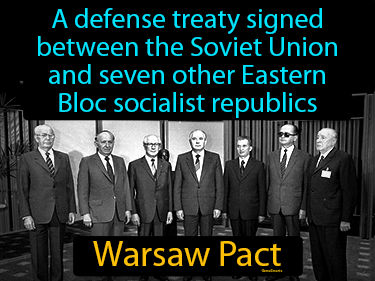 A defense treaty signed
between the Soviet Union
and seven other Eastern
Bloc socialist republics
Warsaw Pact